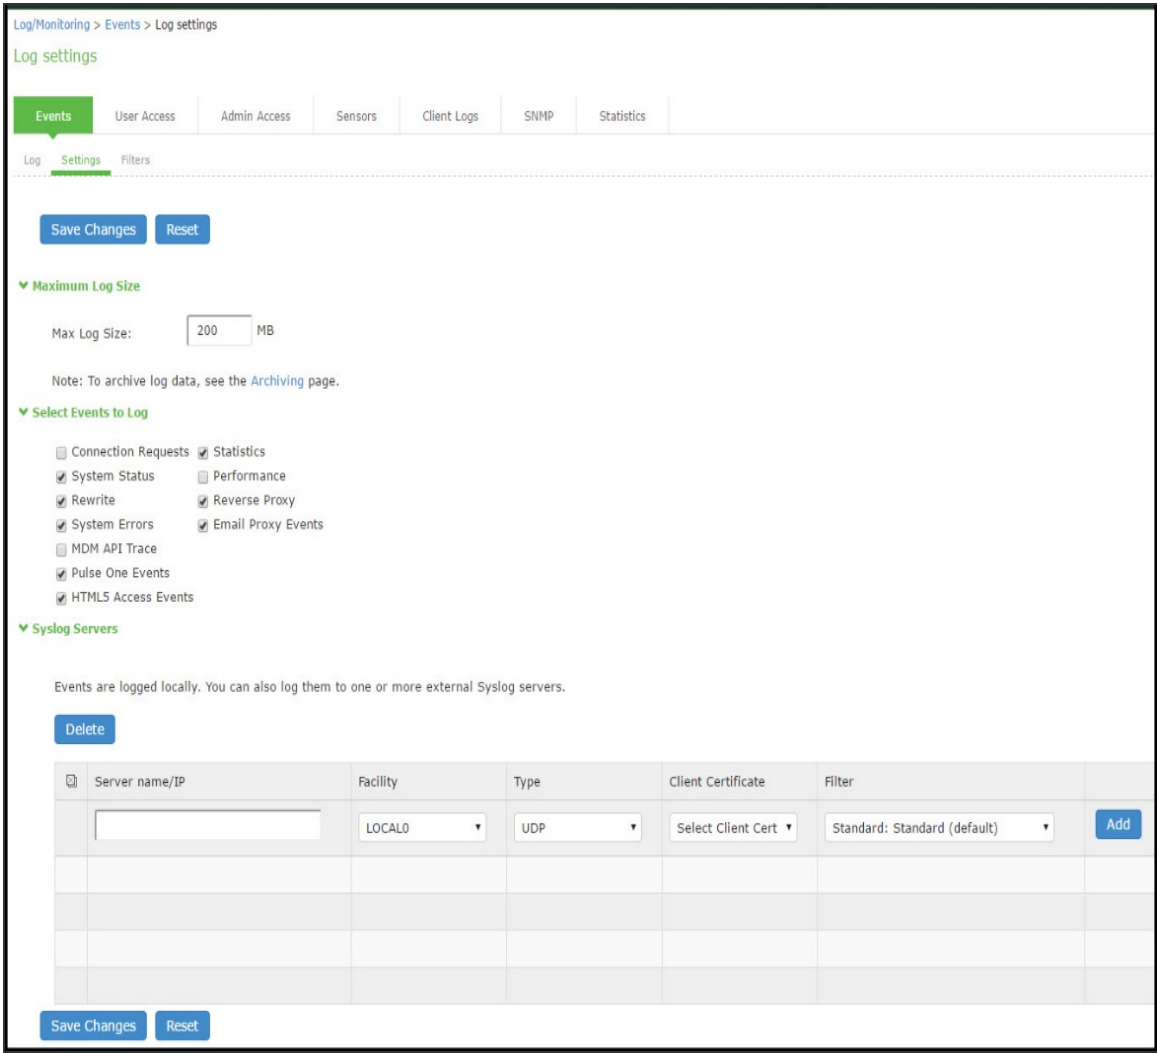 Log/Monitoring > Events > Log settings
Log settings
Events User Access Admin Access Sensors Client Logs SNMP Statistics
Log Settings Filters
Save Changes Reset
Maximum Log Size
Max Log Size: 200 MB
Note: To archive log data, see the Archiving page.
Select Events to Log
Connection Requests Statistics
System Status Performance
Rewrite Reverse Proxy
System Errors Email Proxy Events
MDM API Trace
Pulse One Events
HTML5 Access Events
Syslog Servers
Events are logged locally. You can also log them to one or more external Syslog servers.
Delete
Server name/IP Facility Type Client Certificate Filter
LOCAL0 UDP Select Client Cert Standard: Standard (default) Add
Save Changes Reset